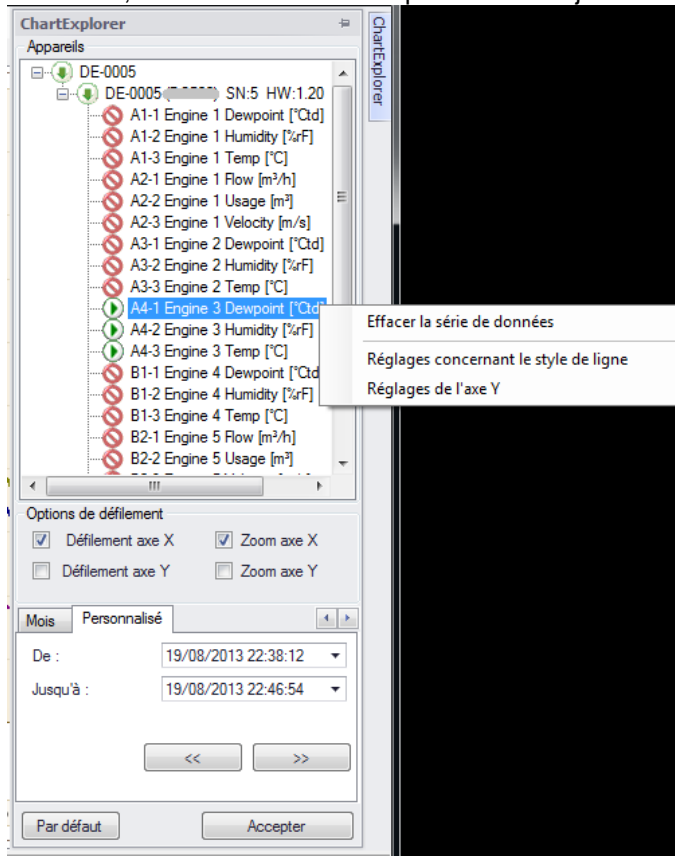 ChartExplorer
ChartExplorer
Appareils
DE-0005
DE-0005 SN:5 HW:1.20
A1-1 Engine 1 Dewpoint [°Ctd]
A1-2 Engine 1 Humidity [%rF]
A1-3 Engine 1 Temp [°C]
A2-1 Engine 1 Flow [m³/h]
A2-2 Engine 1 Usage [m³]
A2-3 Engine 1 Velocity [m/s]
A3-1 Engine 2 Dewpoint [°Ctd]
A3-2 Engine 2 Humidity [%rF]
A3-3 Engine 2 Temp [°C]
A4-1 Engine 3 Dewpoint [°Ctd]
A4-2 Engine 3 Humidity [%rF]
A4-3 Engine 3 Temp [°C]
B1-1 Engine 4 Dewpoint [°Ctd
B1-2 Engine 4 Humidity [%rF]
B1-3 Engine 4 Temp [°C]
B2-1 Engine 5 Flow [m³/h]
B2-2 Engine 5 Usage [m³]
Effacer la série de données
Réglages concernant le style de ligne
Réglages de l'axe Y
Options de défilement
Défilement axe X Zoom axe X
Défilement axe Y Zoom axe Y
Mois Personnalisé
De : 19/08/2013 22:38:12
Jusqu'à : 19/08/2013 22:46:54
<< >>
Par défaut Accepter